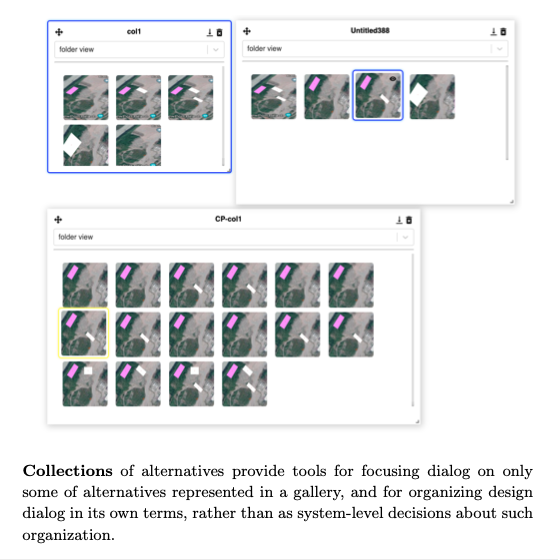 col1
folder view
Untitled388
folder view
CP-col1
folder view
Collections of alternatives provide tools for focusing dialog on only
some of alternatives represented in a gallery, and for organizing design
dialog in its own terms, rather than as system-level decisions about such
organization.